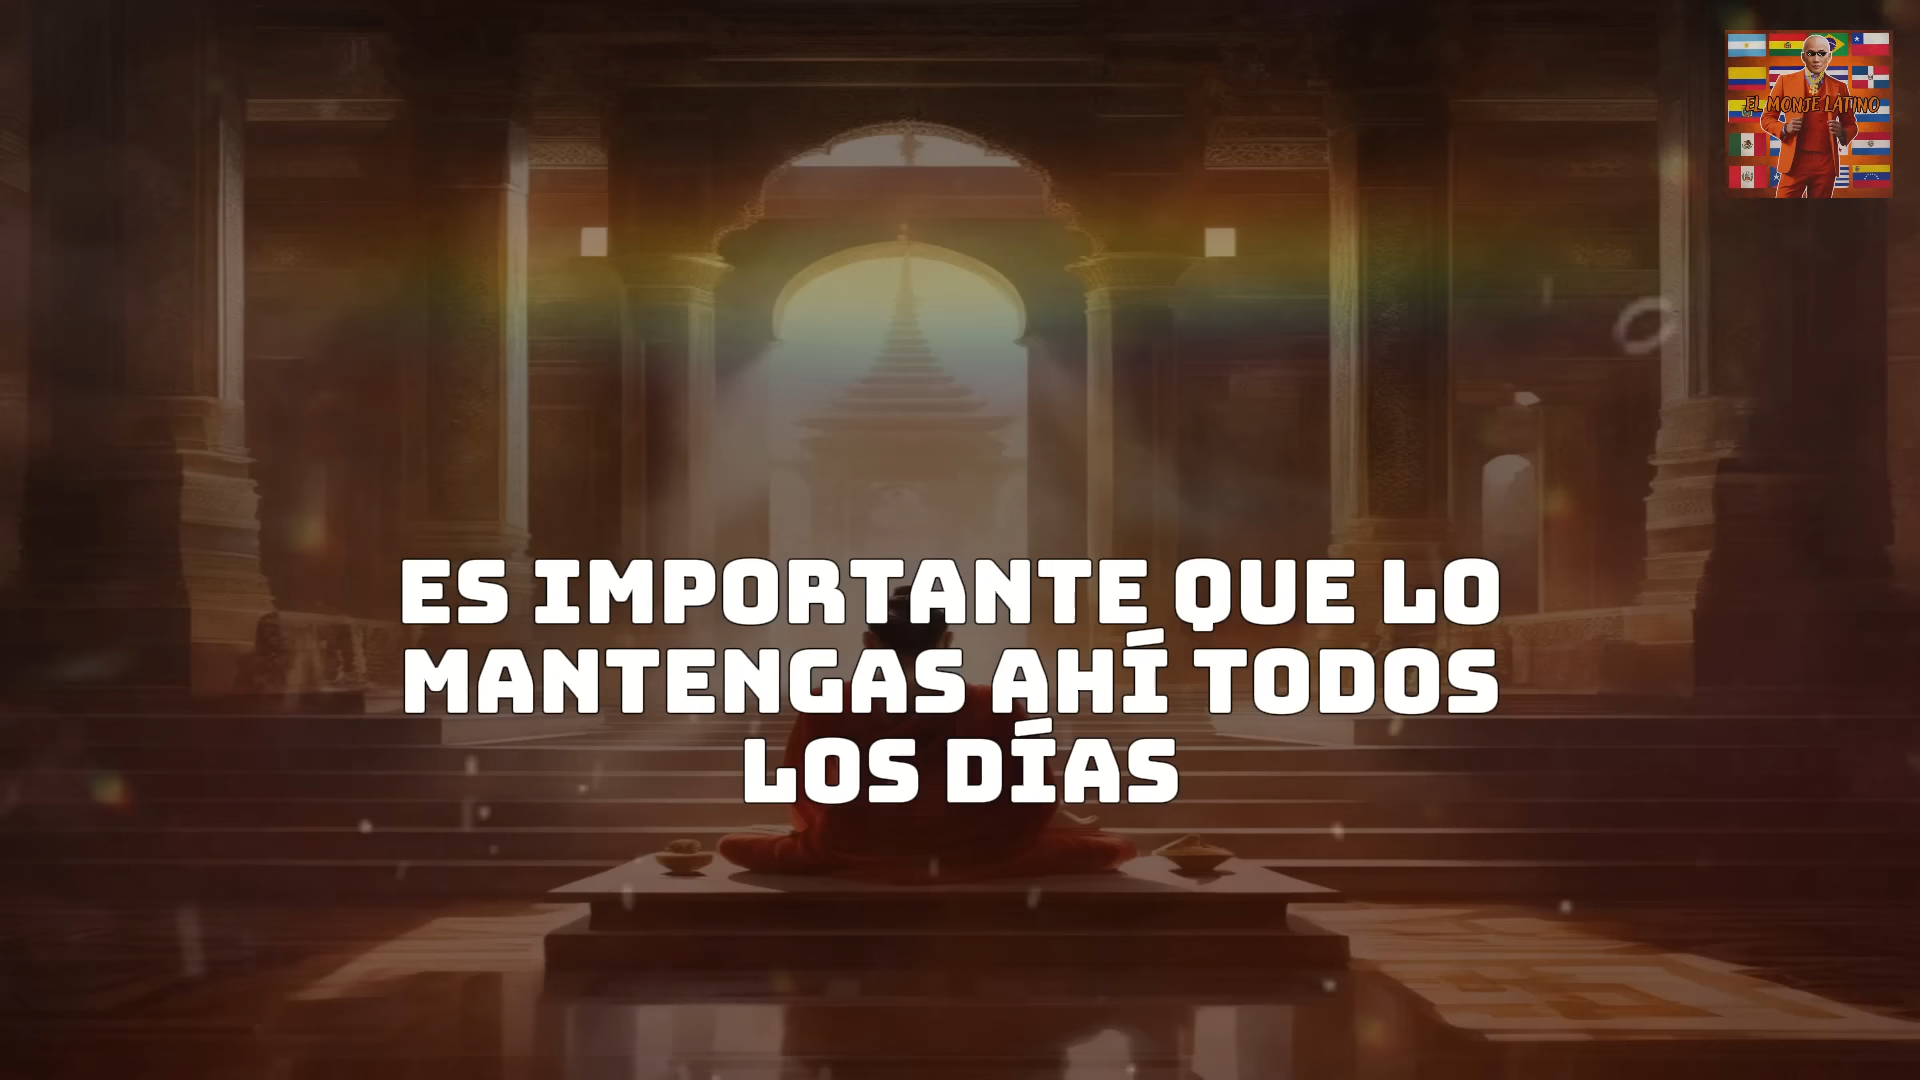 EL MONJE LATINO
ES IMPORTANTE QUE LO
MANTENGAS AHÍ TODOS
LOS DÍAS